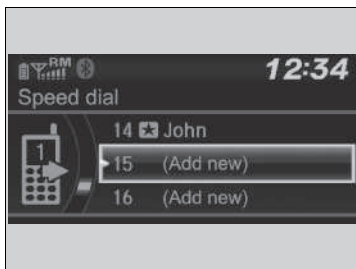 RM 12:34
Speed dial
14 John
15 (Add new)
1
16 (Add new)